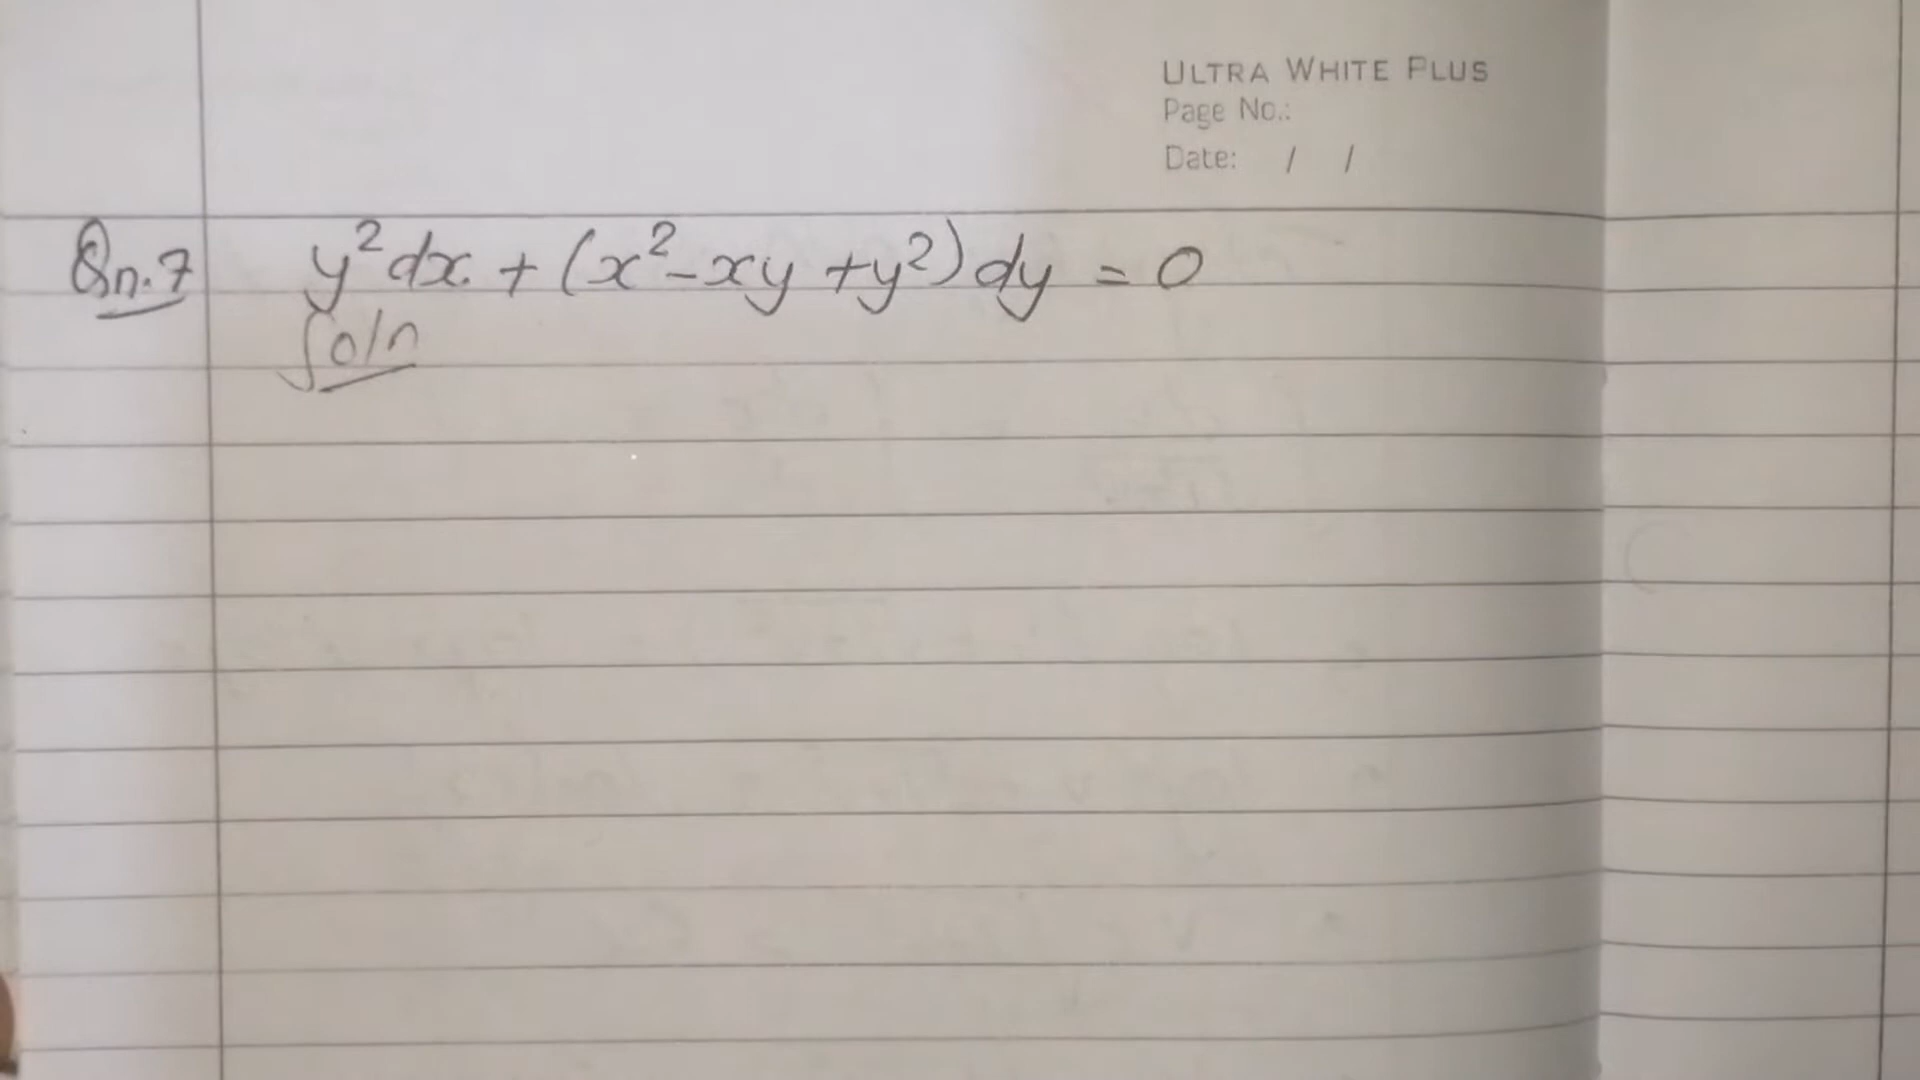 ULTRA WHITE PLUS
Page No.:
Date: / /
Qn.7 y²dx + (x²-xy+y²)dy = 0
Soln